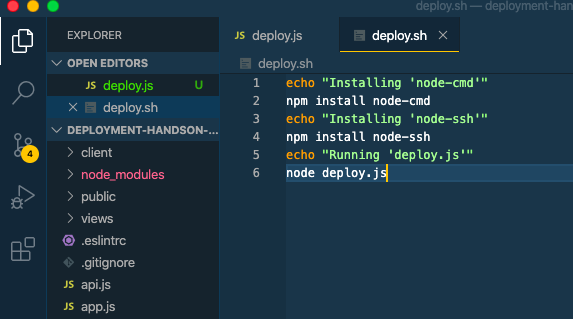 deploy.sh — deployment-han
EXPLORER
OPEN EDITORS
JS deploy.js U
deploy.sh
DEPLOYMENT-HANDSON-...
client
node_modules
public
views
.eslintrc
.gitignore
JS api.js
JS app.js
4
JS deploy.js
deploy.sh
deploy.sh
1 echo "Installing 'node-cmd'"
2 npm install node-cmd
3 echo "Installing 'node-ssh'"
4 npm install node-ssh
5 echo "Running 'deploy.js'"
6 node deploy.js